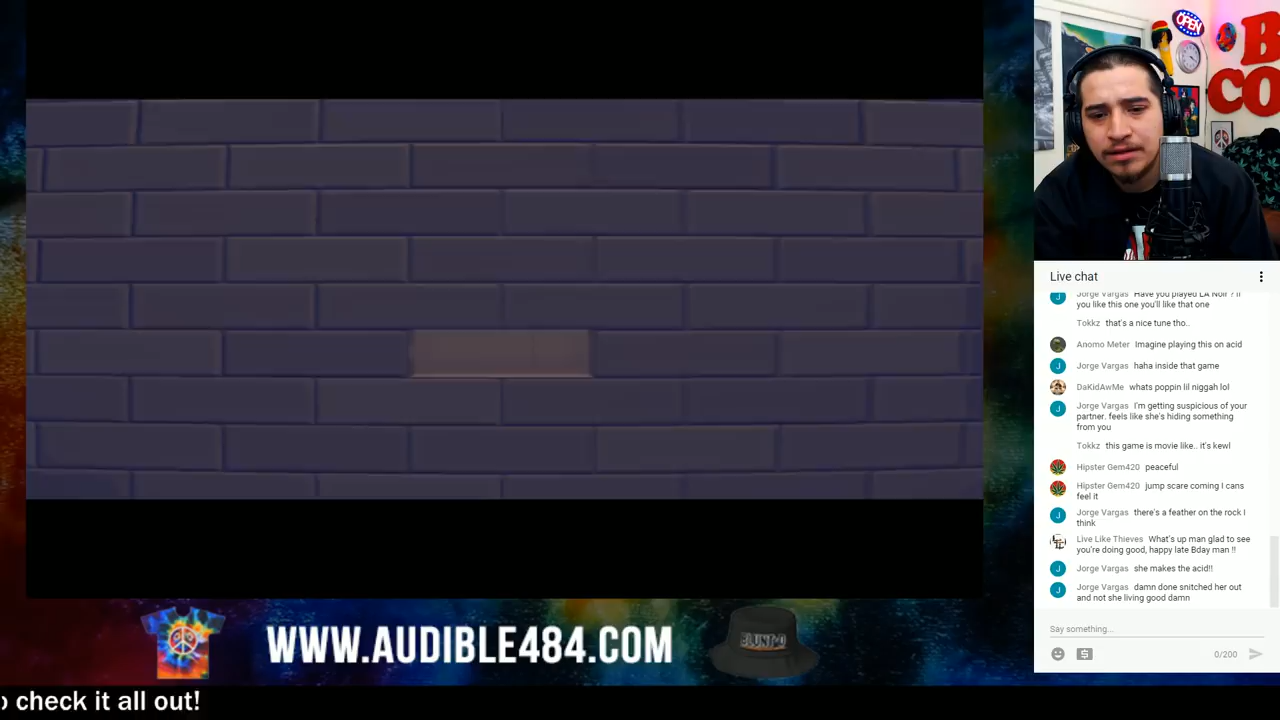 OPEN
B
CO
Live chat
Jorge Vargas Have you played LA Noir ? If
you like this one you'll like that one
Tokkz that's a nice tune tho..
Anomo Meter Imagine playing this on acid
Jorge Vargas haha inside that game
DaKidAwMe whats poppin lil niggah lol
Jorge Vargas I'm getting suspicious of your
partner. feels like she's hiding something
from you
Tokkz this game is movie like.. it's kewl
Hipster Gem420 peaceful
Hipster Gem420 jump scare coming I cans
feel it
Jorge Vargas there's a feather on the rock I
think
Live Like Thieves What's up man glad to see
you're doing good, happy late Bday man !!
Jorge Vargas she makes the acid!!
Jorge Vargas damn done snitched her out
and not she living good damn
Say something...
0/200
WWW.AUDIBLE484.COM
o check it all out!